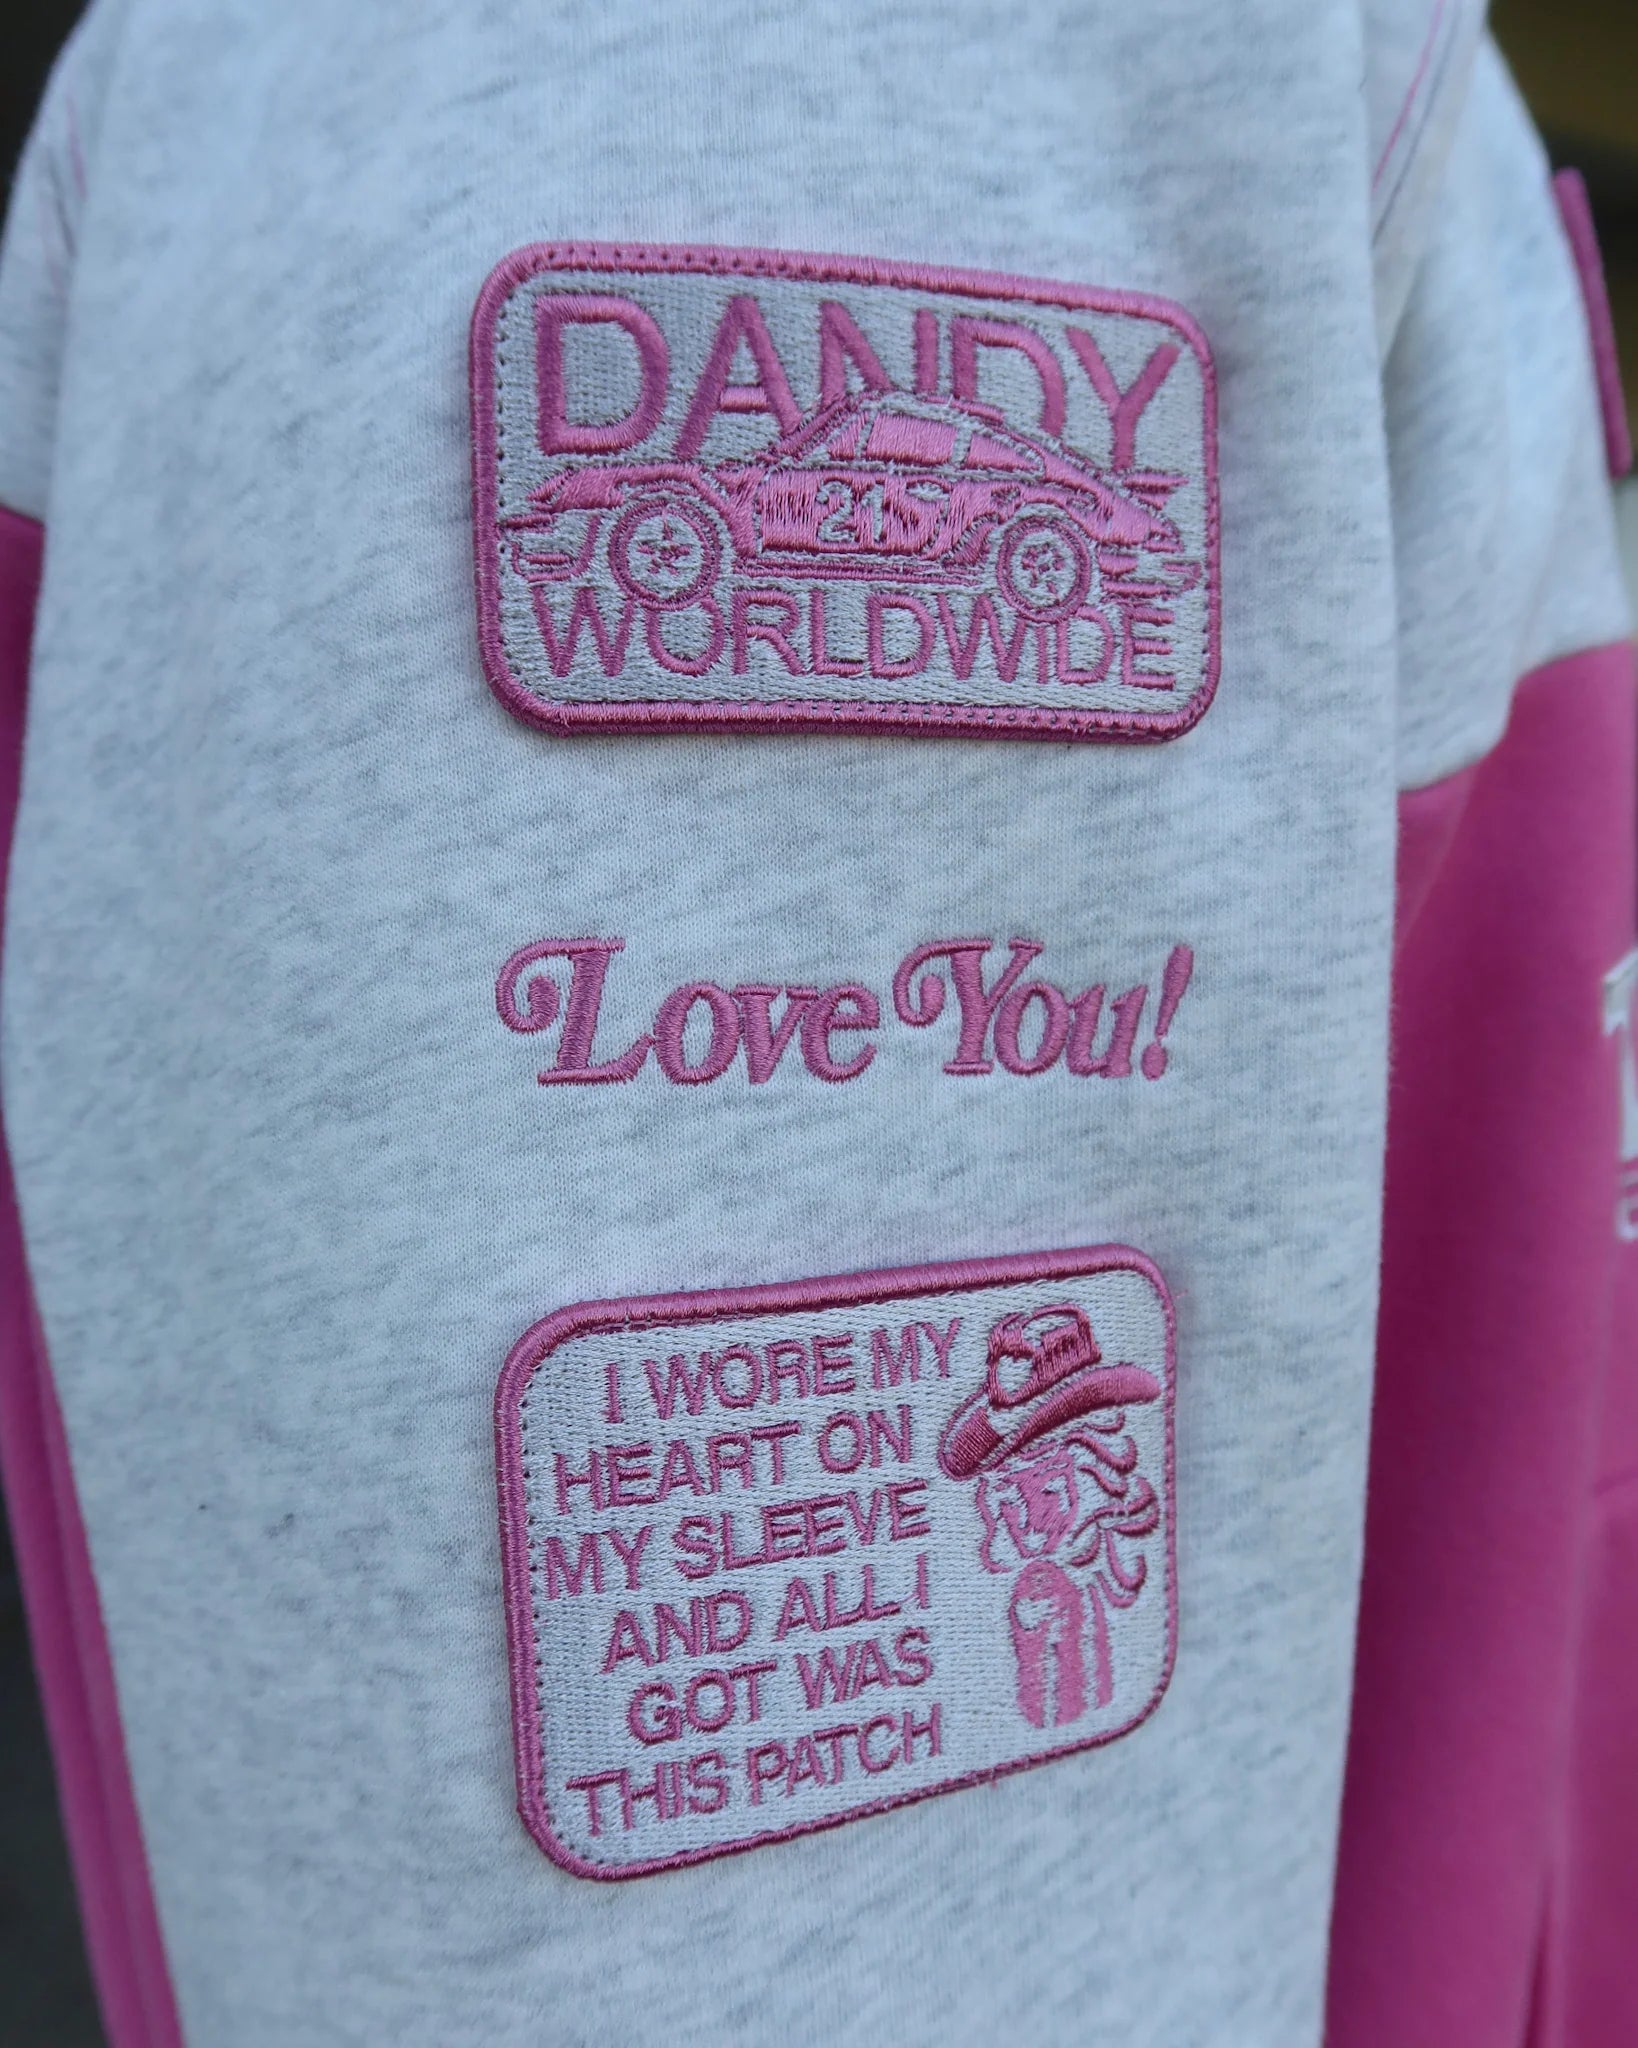 DANDY
21
WORLDWIDE
Love You!
I WORE MY
HEART ON
MY SLEEVE
AND ALL I
GOT WAS
THIS PATCH